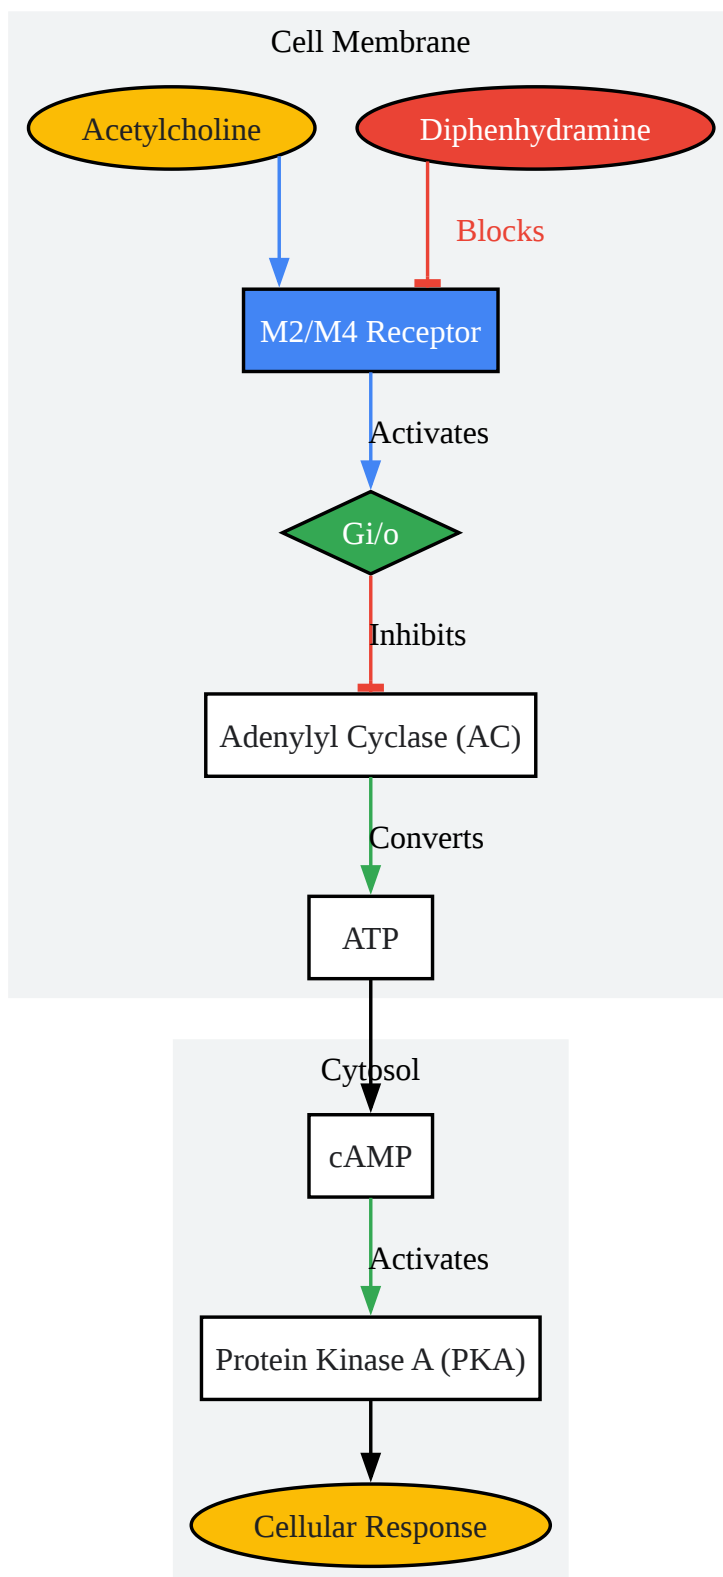 Cell Membrane
Acetylcholine
Diphenhydramine
Blocks
M2/M4 Receptor
Activates
Gi/o
Inhibits
Adenylyl Cyclase (AC)
Converts
ATP
Cytosol
cAMP
Activates
Protein Kinase A (PKA)
Cellular Response